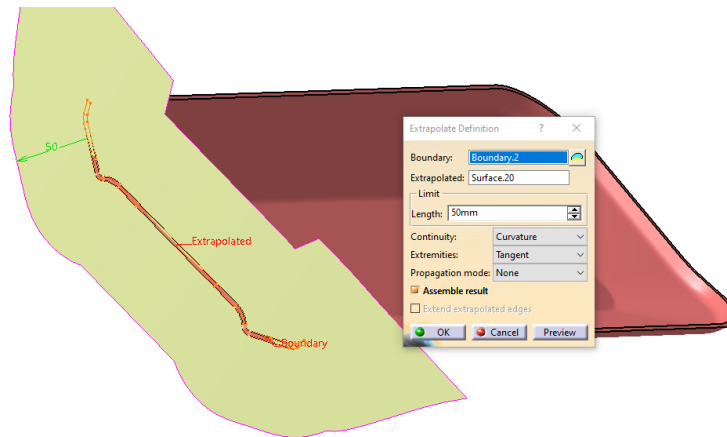 50
Extrapolated
Boundary
Extrapolate Definition ? ×
Boundary: Boundary.2
Extrapolated: Surface.20
Limit
Length: 50mm
Continuity: Curvature
Extremities: Tangent
Propagation mode: None
Assemble result
Extend extrapolated edges
OK Cancel Preview